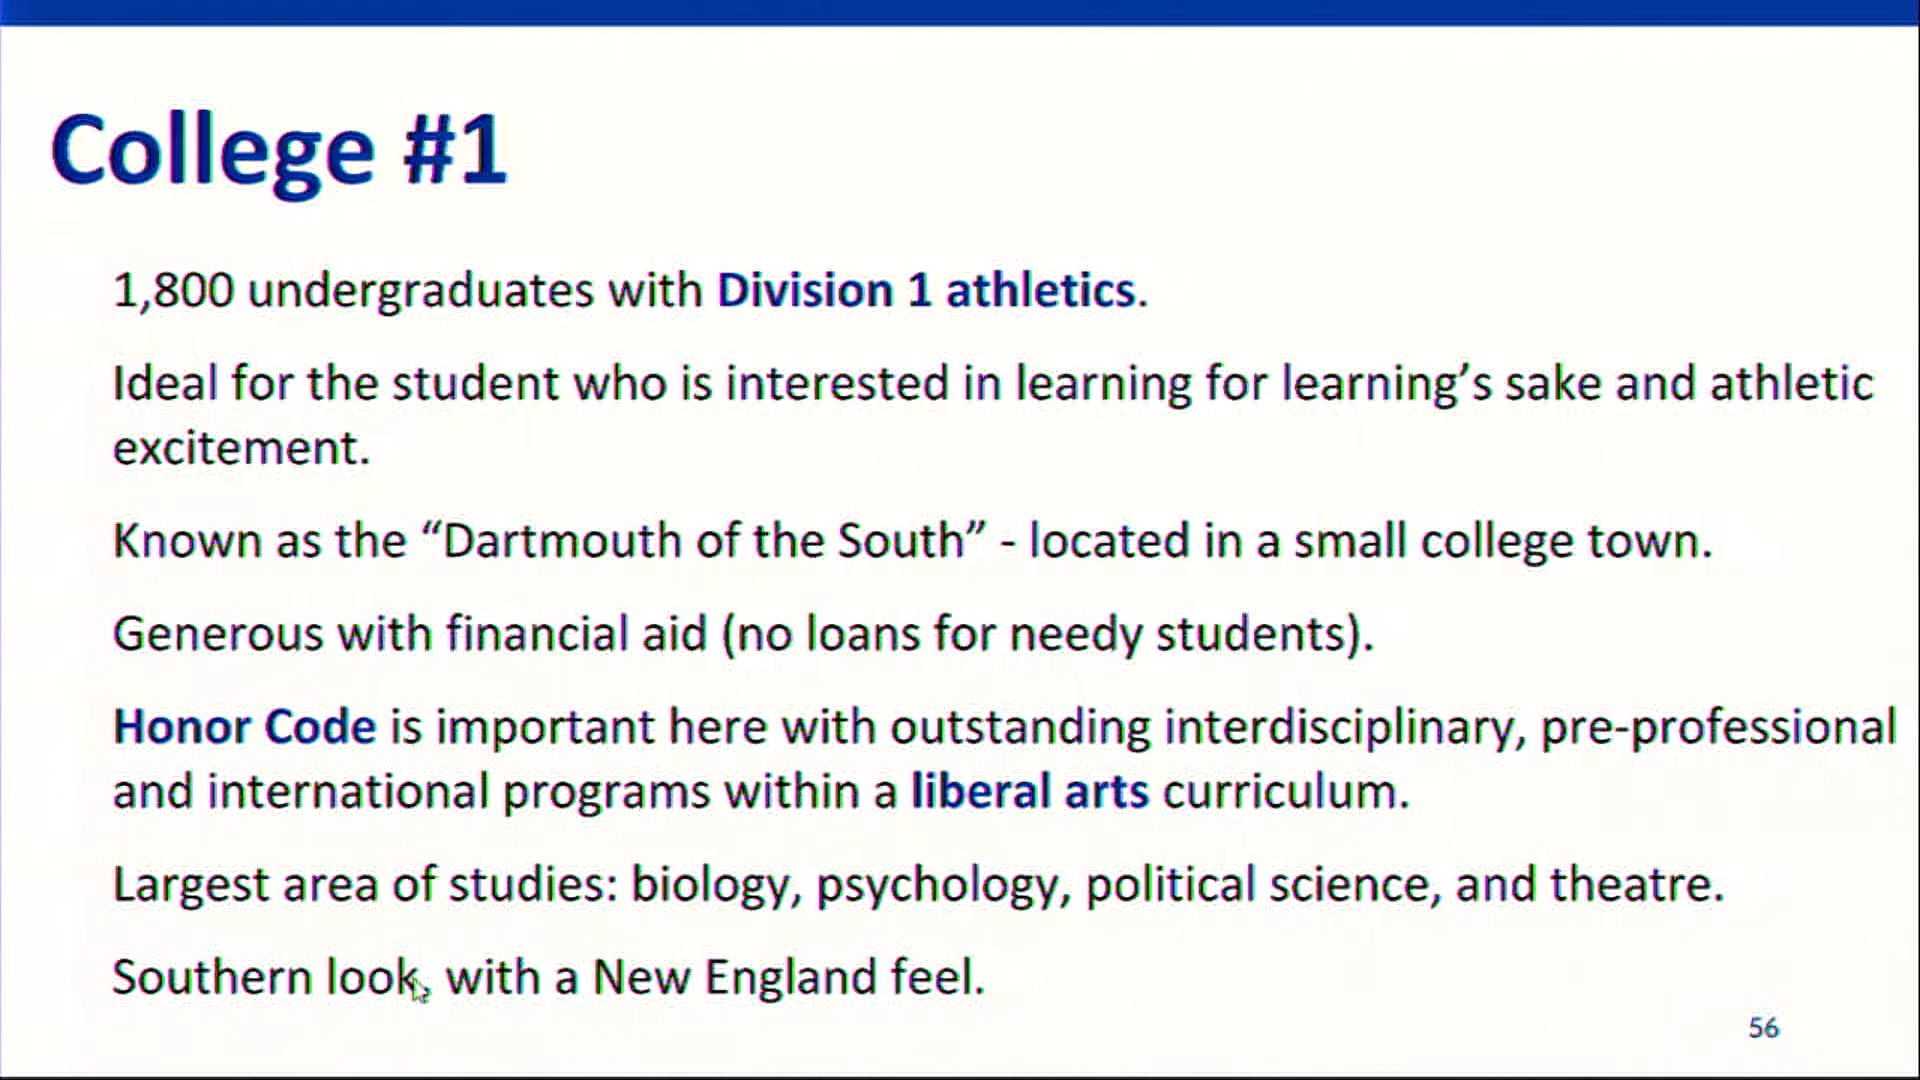 College #1
1,800 undergraduates with Division 1 athletics.
Ideal for the student who is interested in learning for learning’s sake and athletic
excitement.
Known as the “Dartmouth of the South” - located in a small college town.
Generous with financial aid (no loans for needy students).
Honor Code is important here with outstanding interdisciplinary, pre-professional
and international programs within a liberal arts curriculum.
Largest area of studies: biology, psychology, political science, and theatre.
Southern look, with a New England feel.
56